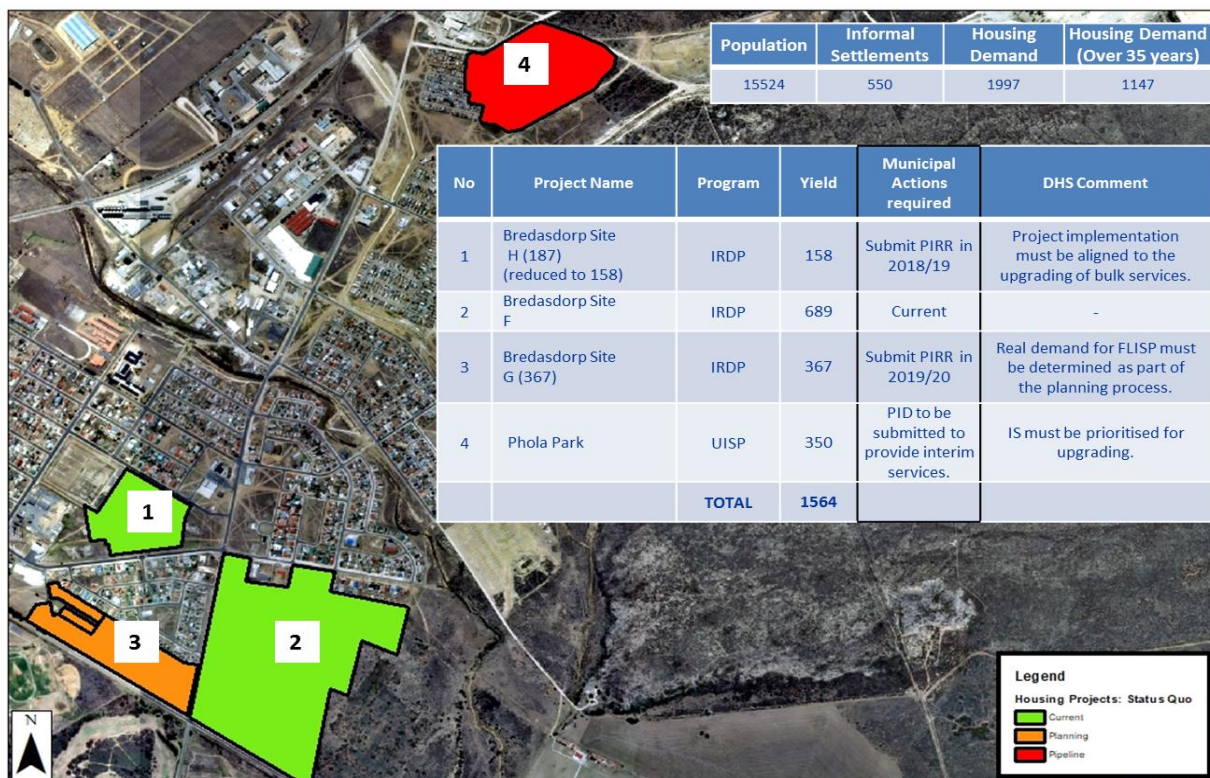 Population
Informal
Settlements
Housing
Demand
Housing Demand
(Over 35 years)
15524
550
1997
1147
No
Project Name
Program
Yield
Municipal
Actions
required
DHS Comment
1
Bredasdorp Site
H (187)
(reduced to 158)
IRDP
158
Submit PIRR in
2018/19
Project implementation
must be aligned to the
upgrading of bulk services.
2
Bredasdorp Site
F
IRDP
689
Current
-
3
Bredasdorp Site
G (367)
IRDP
367
Submit PIRR in
2019/20
Real demand for FLISP must
be determined as part of
the planning process.
4
Phola Park
UISP
350
PID to be
submitted to
provide interim
services.
IS must be prioritised for
upgrading.
TOTAL
1564
4
1
3
2
N
Legend
Housing Projects: Status Quo
Current
Planning
Pipeline